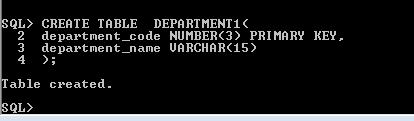 SQL> CREATE TABLE  DEPARTMENT1(
  2  department_code NUMBER(3) PRIMARY KEY,
  3  department_name VARCHAR(15)
  4  );
Table created.
SQL>